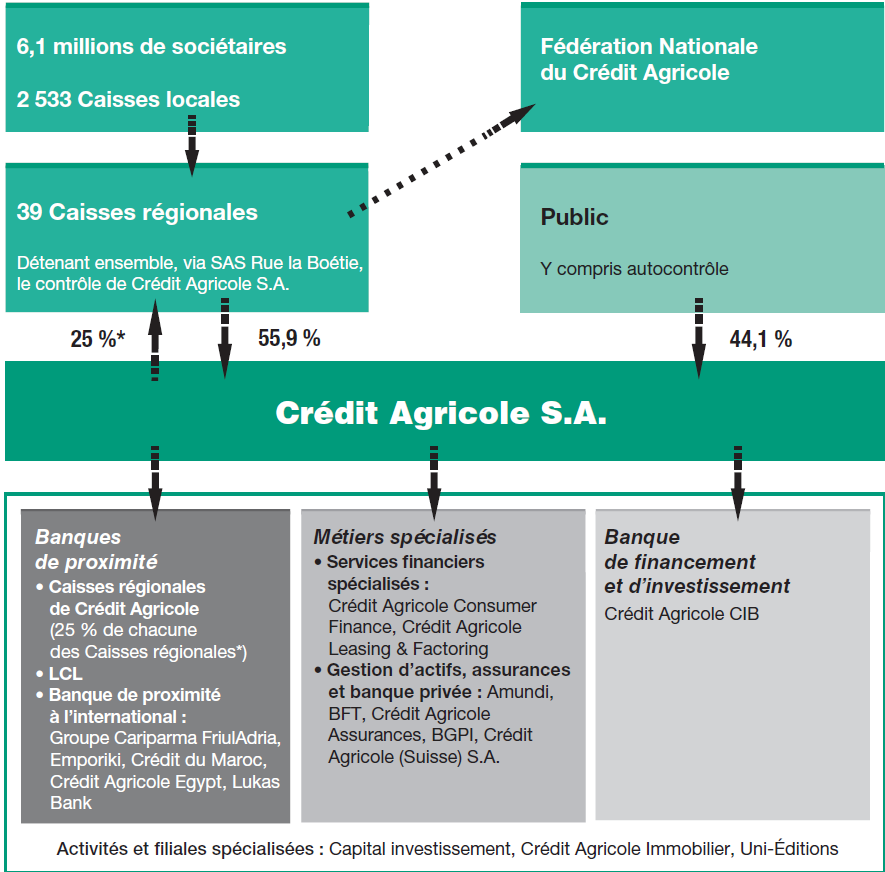 6,1 millions de sociétaires
2 533 Caisses locales
Fédération Nationale
du Crédit Agricole
39 Caisses régionales
Détenant ensemble, via SAS Rue la Boétie,
le contrôle de Crédit Agricole S.A.
Public
Y compris autocontrôle
25 %*
55,9 %
44,1 %
Crédit Agricole S.A.
Banques
de proximité
• Caisses régionales
de Crédit Agricole
(25 % de chacune
des Caisses régionales*)
• LCL
• Banque de proximité
à l'international :
Groupe Cariparma FriulAdria,
Emporiki, Crédit du Maroc,
Crédit Agricole Egypt, Lukas
Bank
Métiers spécialisés
• Services financiers
spécialisés :
Crédit Agricole Consumer
Finance, Crédit Agricole
Leasing & Factoring
• Gestion d'actifs, assurances
et banque privée : Amundi,
BFT, Crédit Agricole
Assurances, BGPI, Crédit
Agricole (Suisse) S.A.
Banque
de financement
et d'investissement
Crédit Agricole CIB
Activités et filiales spécialisées : Capital investissement, Crédit Agricole Immobilier, Uni-Éditions